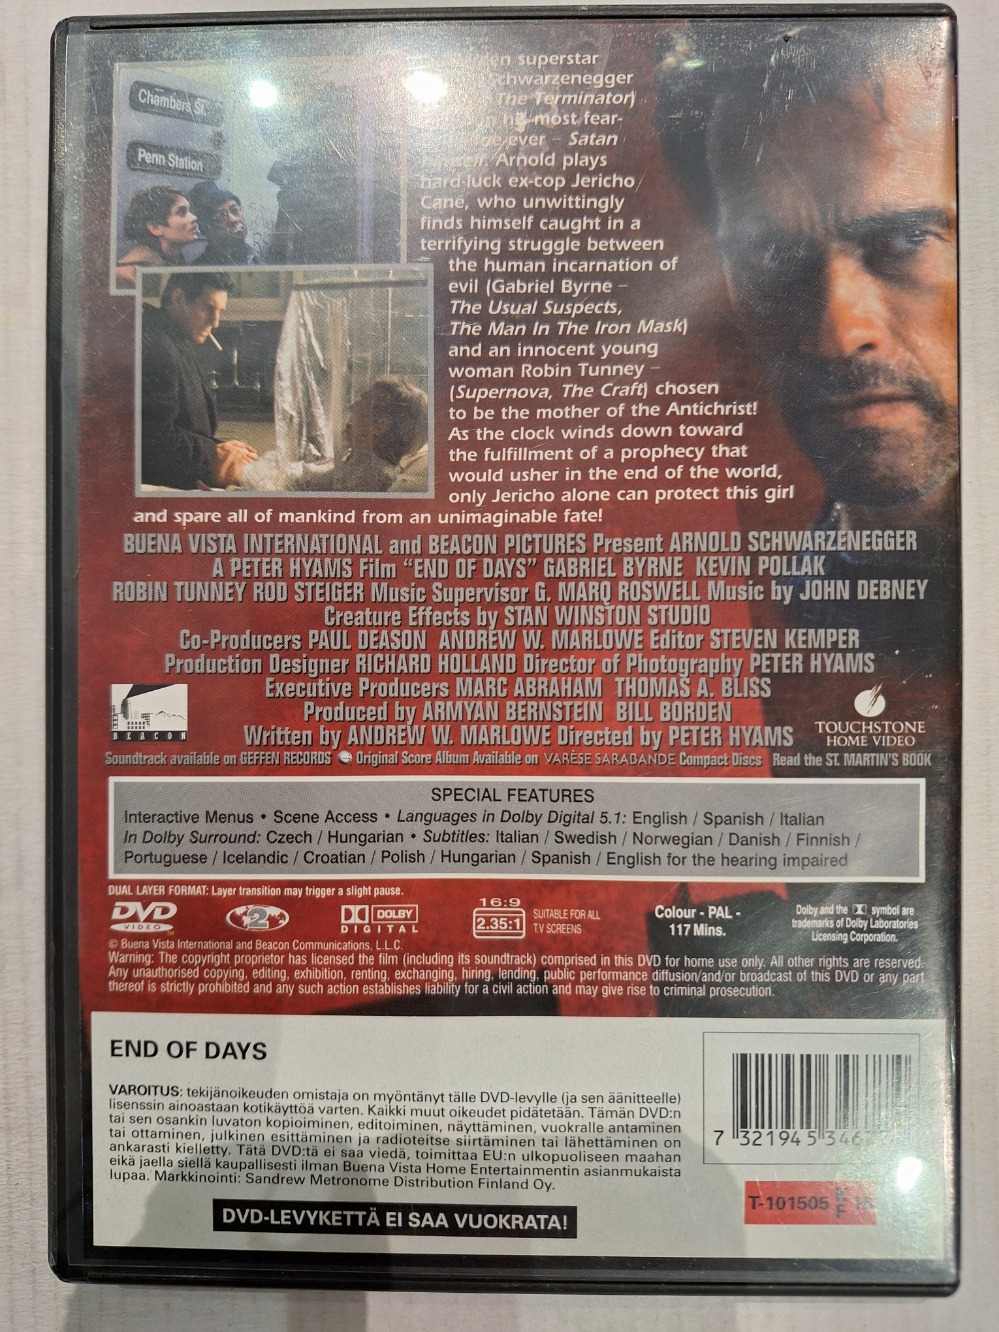 Chambers St.
Penn Station
superstar
Schwarzenegger
The Terminator)
most fear-
ever – Satan
Arnold plays
hard-luck ex-cop Jericho
Cane, who unwittingly
finds himself caught in a
terrifying struggle between
the human incarnation of
evil (Gabriel Byrne –
The Usual Suspects,
The Man In The Iron Mask)
and an innocent young
woman Robin Tunney –
(Supernova, The Craft) chosen
to be the mother of the Antichrist!
As the clock winds down toward
the fulfillment of a prophecy that
would usher in the end of the world,
only Jericho alone can protect this girl
and spare all of mankind from an unimaginable fate!
BUENA VISTA INTERNATIONAL and BEACON PICTURES Present ARNOLD SCHWARZENEGGER
A PETER HYAMS Film "END OF DAYS" GABRIEL BYRNE KEVIN POLLAK
ROBIN TUNNEY ROD STEIGER Music Supervisor G. MARQ ROSWELL Music by JOHN DEBNEY
Creature Effects by STAN WINSTON STUDIO
Co-Producers PAUL DEASON ANDREW W. MARLOWE Editor STEVEN KEMPER
Production Designer RICHARD HOLLAND Director of Photography PETER HYAMS
Executive Producers MARC ABRAHAM THOMAS A. BLISS
Produced by ARMYAN BERNSTEIN BILL BORDEN
Written by ANDREW W. MARLOWE Directed by PETER HYAMS
BEACON
TOUCHSTONE
HOME VIDEO
Soundtrack available on GEFFEN RECORDS Original Score Album Available on VARÈSE SARABANDE Compact Discs Read the ST. MARTIN'S BOOK
SPECIAL FEATURES
Interactive Menus • Scene Access • Languages in Dolby Digital 5.1: English / Spanish / Italian
In Dolby Surround: Czech / Hungarian • Subtitles: Italian / Swedish / Norwegian / Danish / Finnish /
Portuguese / Icelandic / Croatian / Polish / Hungarian / Spanish / English for the hearing impaired
DUAL LAYER FORMAT: Layer transition may trigger a slight pause.
DVD
VIDEO
2
DOLBY
DIGITAL
16:9
2.35:1
SUITABLE FOR ALL
TV SCREENS
Colour - PAL -
117 Mins.
Dolby and the symbol are
trademarks of Dolby Laboratories
Licensing Corporation.
© Buena Vista International and Beacon Communications, L.L.C.
Warning: The copyright proprietor has licensed the film (including its soundtrack) comprised in this DVD for home use only. All other rights are reserved.
Any unauthorised copying, editing, exhibition, renting, exchanging, hiring, lending, public performance diffusion/and/or broadcast of this DVD or any part
thereof is strictly prohibited and any such action establishes liability for a civil action and may give rise to criminal prosecution.
END OF DAYS
VAROITUS: tekijänoikeuden omistaja on myöntänyt tälle DVD-levylle (ja sen äänitteelle)
lisenssin ainoastaan kotikäyttöä varten. Kaikki muut oikeudet pidätetään. Tämän DVD:n
tai sen osankin luvaton kopioiminen, editoiminen, näyttäminen, vuokralle antaminen
tai ottaminen, julkinen esittäminen ja radioteitse siirtäminen tai lähettäminen on
ankarasti kielletty. Tätä DVD:tä ei saa viedä, toimittaa EU:n ulkopuoliseen maahan
eikä jaella siellä kaupallisesti ilman Buena Vista Home Entertainmentin asianmukaista
lupaa. Markkinointi: Sandrew Metronome Distribution Finland Oy.
DVD-LEVYKETTÄ EI SAA VUOKRATA!
7 321945 346
T-101505 K F 18